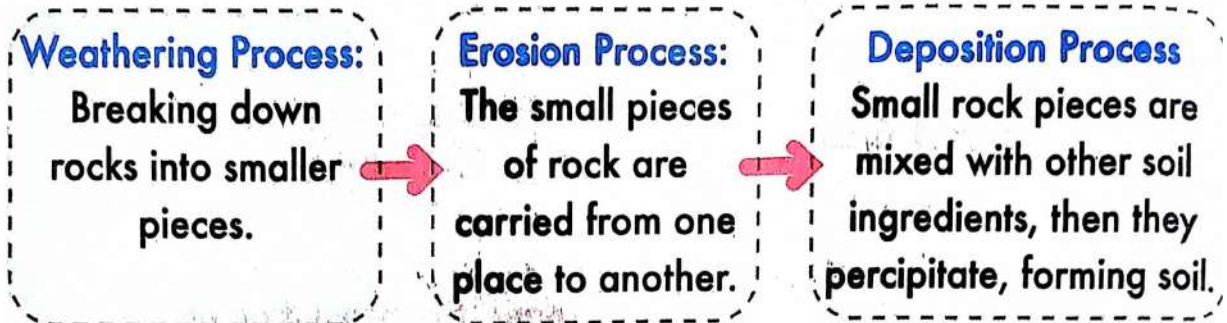 Weathering Process:
Breaking down
rocks into smaller
pieces.
Erosion Process:
The small pieces
of rock are
carried from one
place to another.
Deposition Process
Small rock pieces are
mixed with other soil
ingredients, then they
percipitate, forming soil.